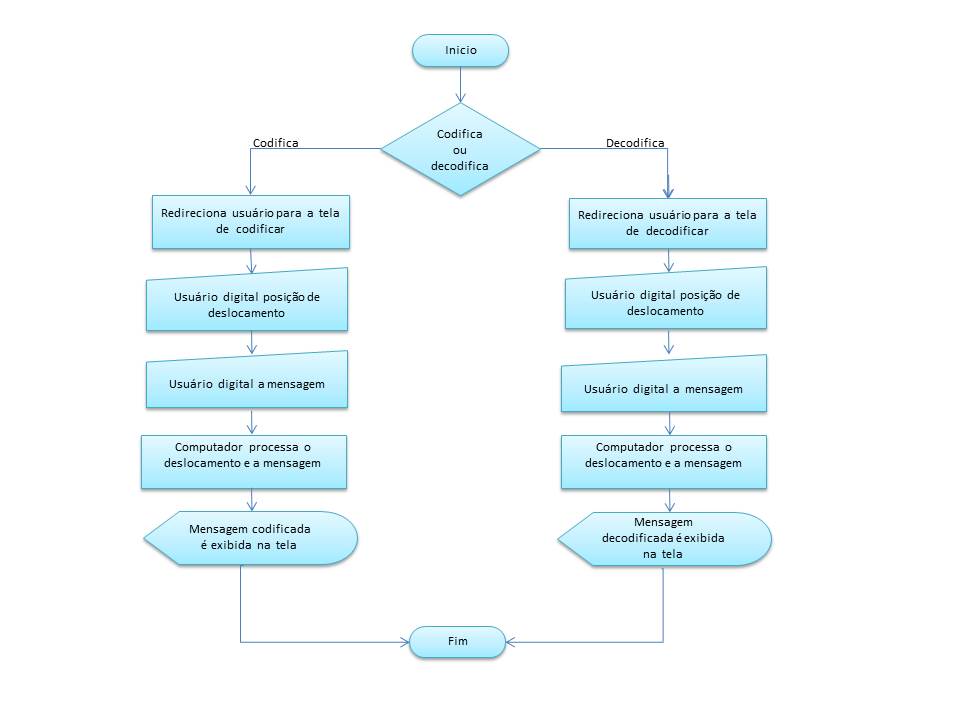 Inicio
Codifica
ou
decodifica
Codifica
Decodifica
Redireciona usuário para a tela
de codificar
Usuário digital posição de
deslocamento
Usuário digital a mensagem
Computador processa o
deslocamento e a mensagem
Mensagem codificada
é exibida na tela
Redireciona usuário para a tela
de decodificar
Usuário digital posição de
deslocamento
Usuário digital a mensagem
Computador processa o
deslocamento e a mensagem
Mensagem
decodificada é exibida
na tela
Fim